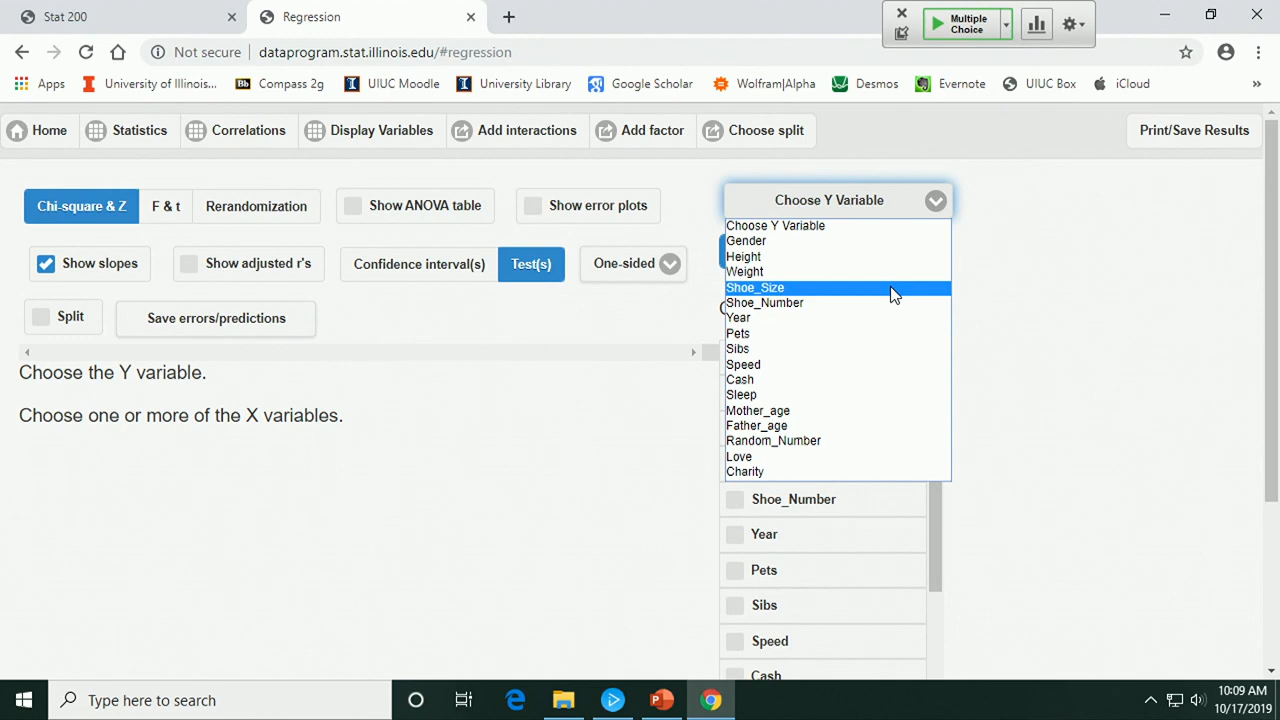 Stat 200
Regression
Multiple Choice
Not secure
dataprogram.stat.illinois.edu/#regression
Apps
University of Illinois...
Bb Compass 2g
UIUC Moodle
University Library
Google Scholar
Wolfram|Alpha
Desmos
Evernote
UIUC Box
iCloud
»
Home
Statistics
Correlations
Display Variables
Add interactions
Add factor
Choose split
Print/Save Results
Chi-square & Z
F & t
Rerandomization
Show ANOVA table
Show error plots
Show slopes
Show adjusted r's
Confidence interval(s)
Test(s)
One-sided
Split
Save errors/predictions
Choose the Y variable.
Choose one or more of the X variables.
Choose Y Variable
Choose Y Variable
Gender
Height
Weight
Shoe_Size
Shoe_Number
Year
Pets
Sibs
Speed
Cash
Sleep
Mother_age
Father_age
Random_Number
Love
Charity
Shoe_Number
Year
Pets
Sibs
Speed
Cash
Type here to search
10:09 AM
10/17/2019